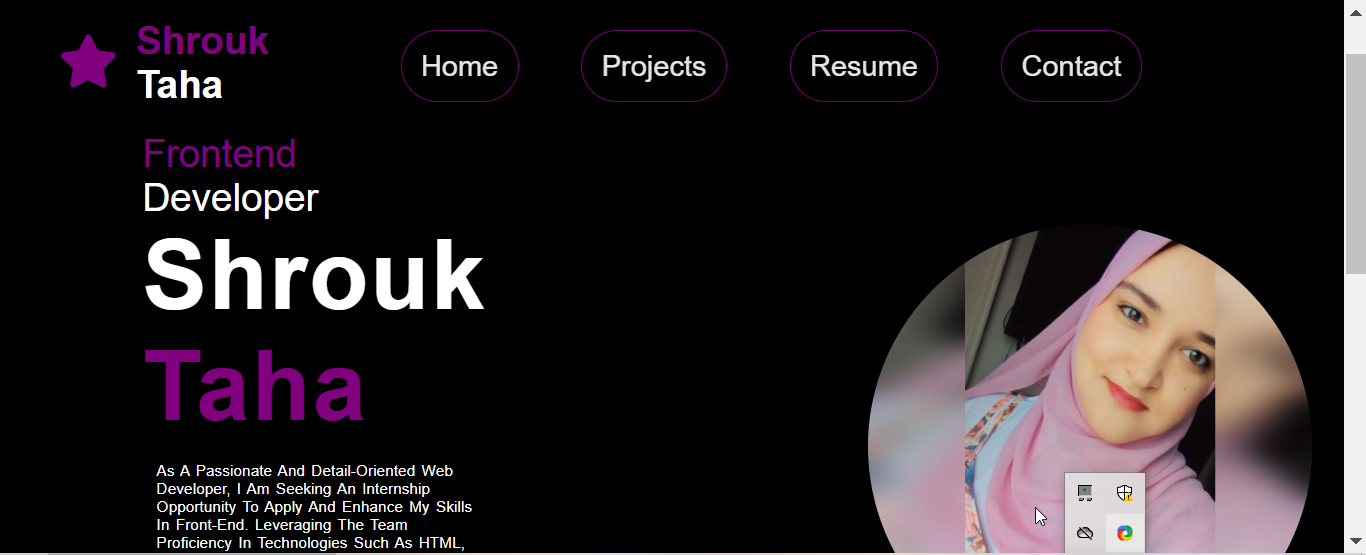 Shrouk
Taha
Home
Projects
Resume
Contact
Frontend
Developer
Shrouk
Taha
As A Passionate And Detail-Oriented Web
Developer, I Am Seeking An Internship
Opportunity To Apply And Enhance My Skills
In Front-End. Leveraging The Team
Proficiency In Technologies Such As HTML,